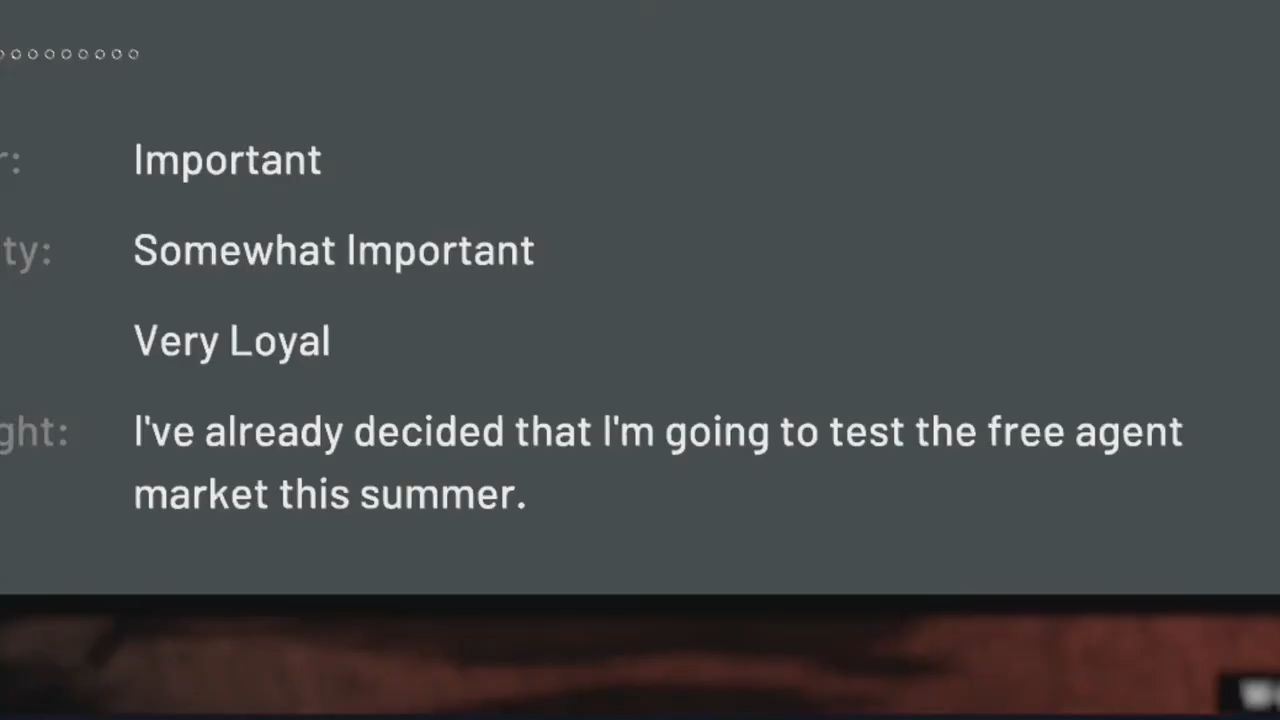 r: Important
ty: Somewhat Important
Very Loyal
ght: I've already decided that I'm going to test the free agent
market this summer.